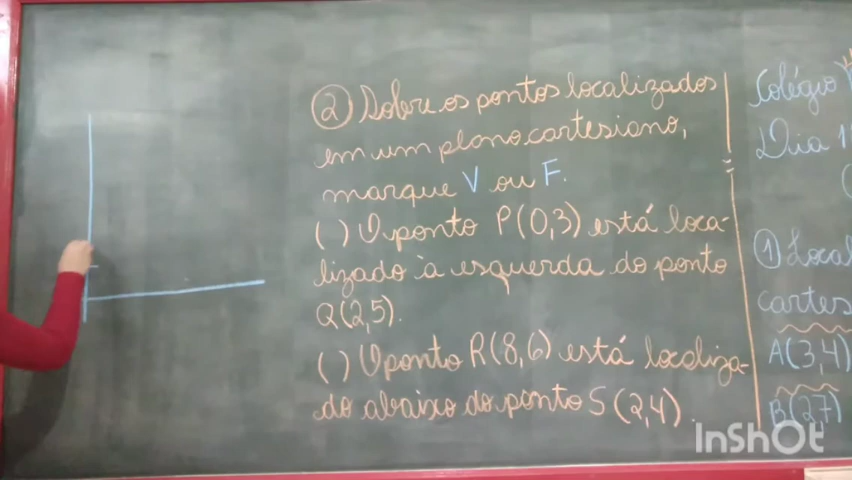 ② Sobre os pontos localizados
em um plano cartesiano,
marque V ou F.
( ) O ponto P(0,3) está loca-
lizado à esquerda do ponto
Q(2,5).
( ) O ponto R(8,6) está localiza-
do abaixo do ponto S(2,4).
Colégio
Dia 1
(
① Local
cartes
A(3,4)
B(2,7)
InShOt